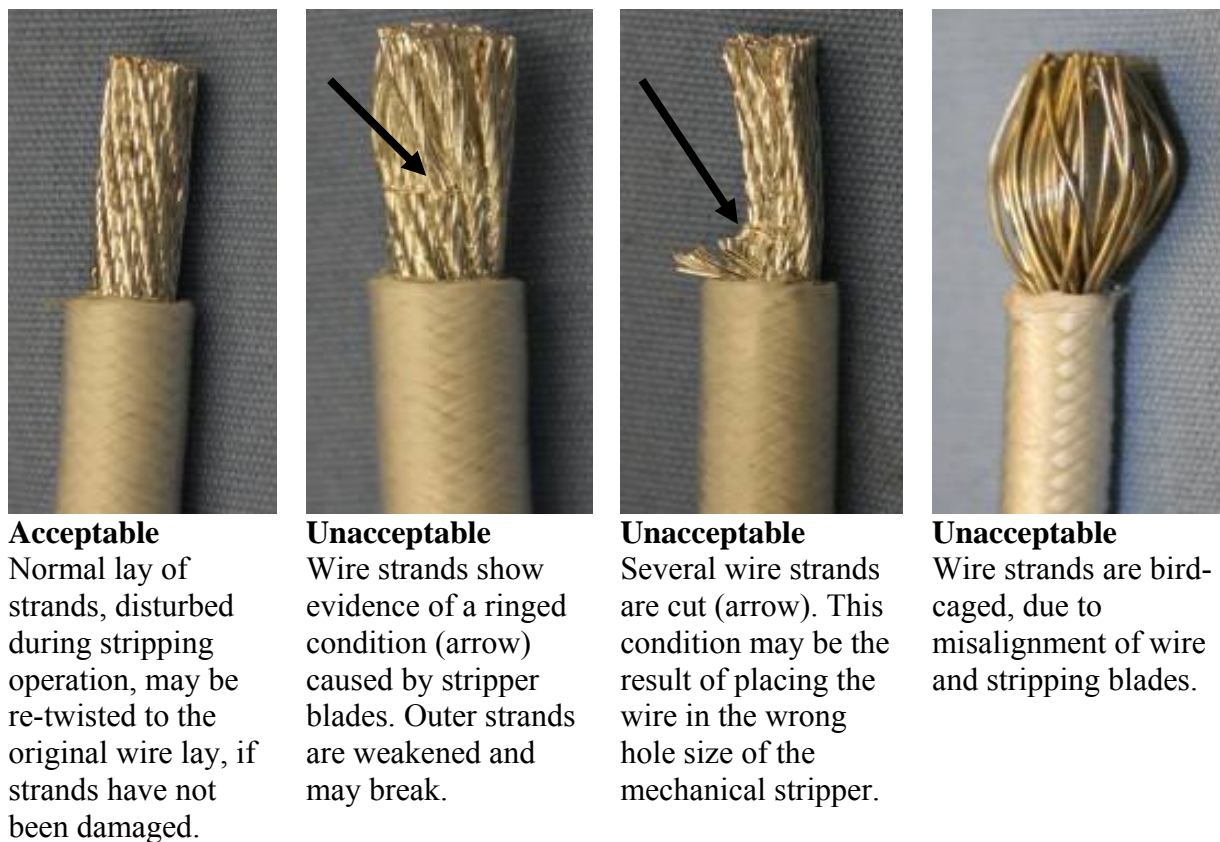 Acceptable
Normal lay of
strands, disturbed
during stripping
operation, may be
re-twisted to the
original wire lay, if
strands have not
been damaged.
Unacceptable
Wire strands show
evidence of a ringed
condition (arrow)
caused by stripper
blades. Outer strands
are weakened and
may break.
Unacceptable
Several wire strands
are cut (arrow). This
condition may be the
result of placing the
wire in the wrong
hole size of the
mechanical stripper.
Unacceptable
Wire strands are bird-
caged, due to
misalignment of wire
and stripping blades.